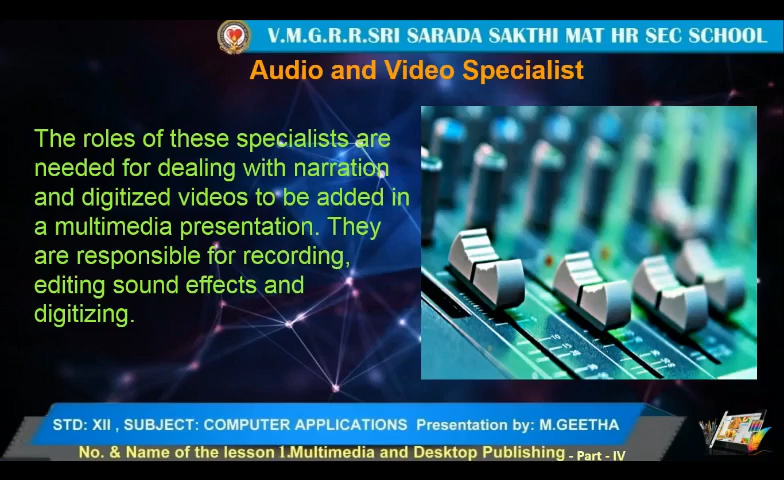 V.M.G.R.R.SRI SARADA SAKTHI MAT HR SEC SCHOOL
Audio and Video Specialist
The roles of these specialists are
needed for dealing with narration
and digitized videos to be added in
a multimedia presentation. They
are responsible for recording,
editing sound effects and
digitizing.
STD: XII , SUBJECT: COMPUTER APPLICATIONS Presentation by: M.GEETHA
No. & Name of the lesson 1.Multimedia and Desktop Publishing - Part - IV